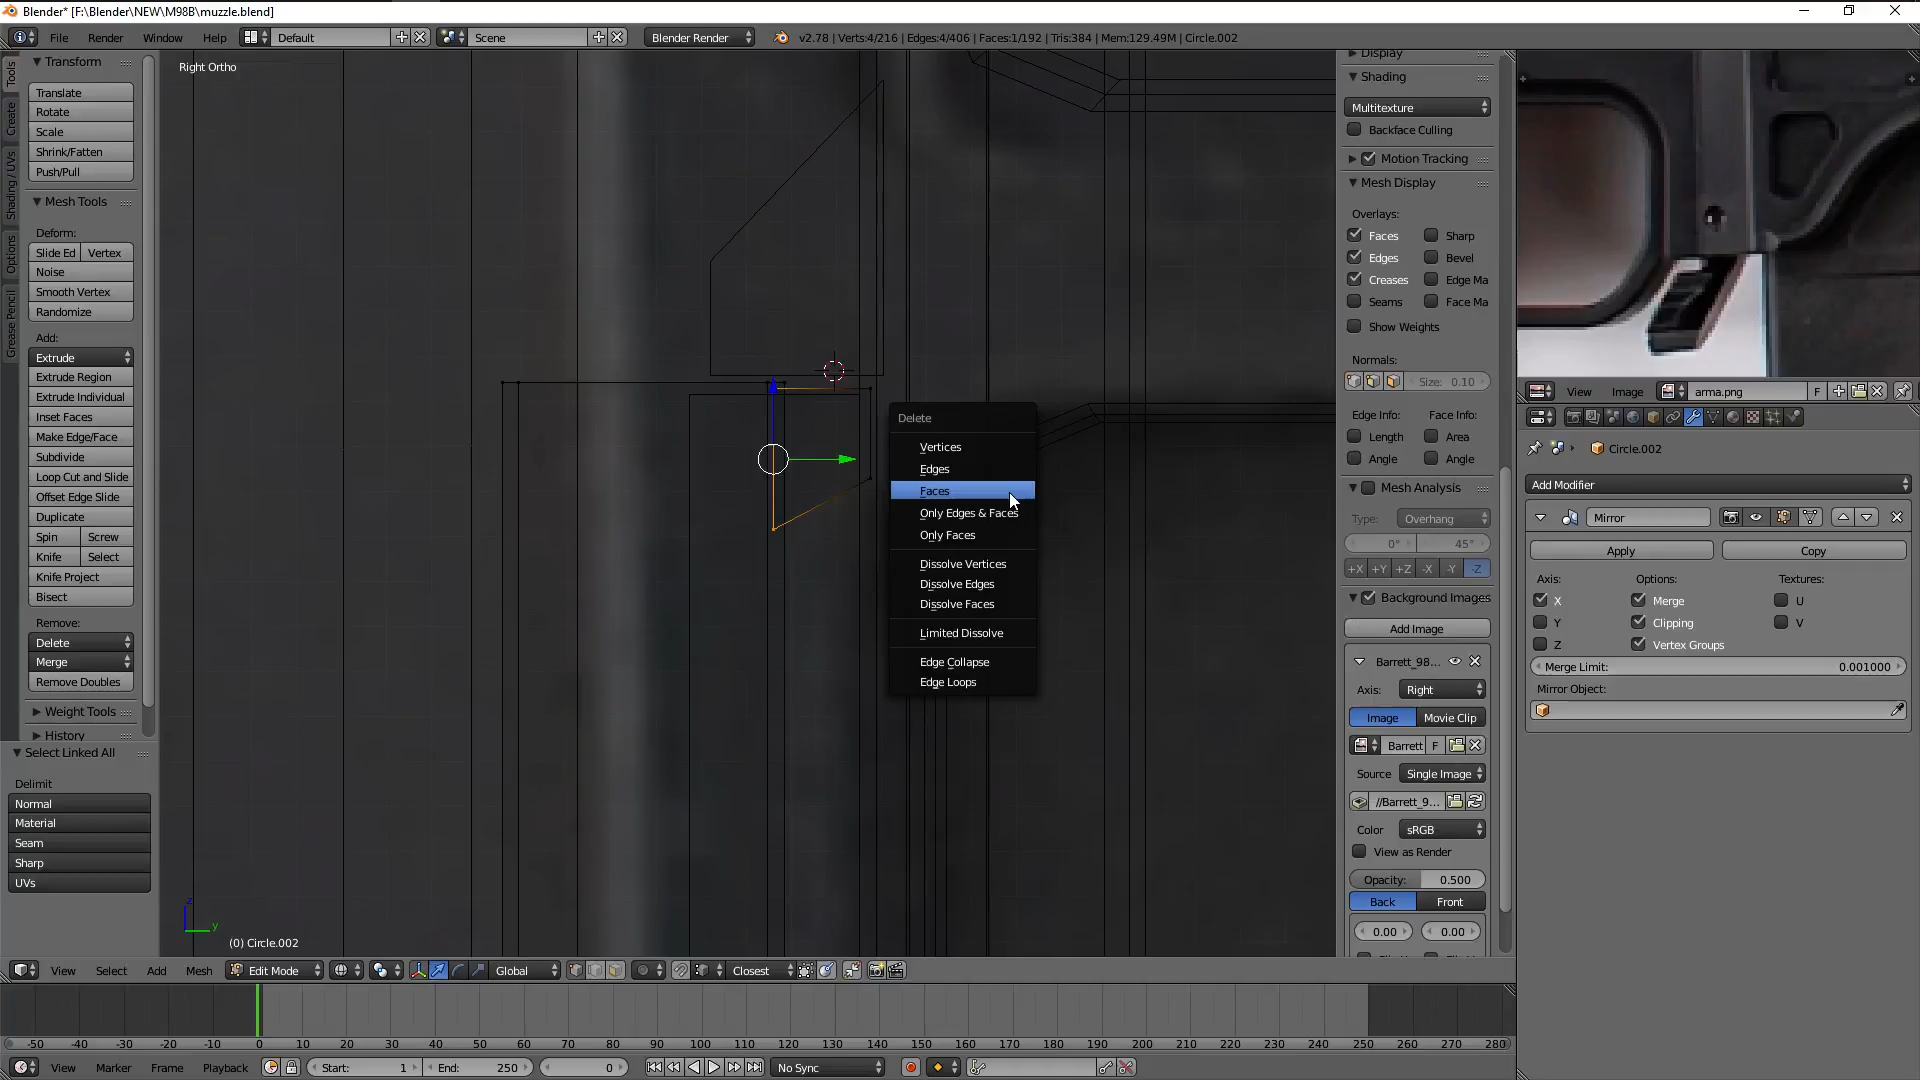 Blender* [F:\Blender\NEW\M98B\muzzle.blend]
File Render Window Help Default Scene Blender Render v2.78 | Verts:4/216 | Edges:4/406 | Faces:1/192 | Tris:384 | Mem:129.49M | Circle.002
Tools
Create
Shading / UVs
Options
Grease Pencil
Transform
Translate
Rotate
Scale
Shrink/Fatten
Push/Pull
Mesh Tools
Deform:
Slide Ed Vertex
Noise
Smooth Vertex
Randomize
Add:
Extrude
Extrude Region
Extrude Individual
Inset Faces
Make Edge/Face
Subdivide
Loop Cut and Slide
Offset Edge Slide
Duplicate
Spin Screw
Knife Select
Knife Project
Bisect
Remove:
Delete
Merge
Remove Doubles
Weight Tools
History
Select Linked All
Delimit
Normal
Material
Seam
Sharp
UVs
Right Ortho
Delete
Vertices
Edges
Faces
Only Edges & Faces
Only Faces
Dissolve Vertices
Dissolve Edges
Dissolve Faces
Limited Dissolve
Edge Collapse
Edge Loops
z
y
(0) Circle.002
Display
Shading
Multitexture
Backface Culling
Motion Tracking
Mesh Display
Overlays:
Faces Sharp
Edges Bevel
Creases Edge Ma
Seams Face Ma
Show Weights
Normals:
Size: 0.10
Edge Info: Face Info:
Length Area
Angle Angle
Mesh Analysis
Type: Overhang
0° 45°
+X +Y +Z -X -Y -Z
Background Images
Add Image
Barrett_98...
Axis: Right
Image Movie Clip
Barrett F
Source Single Image
//Barrett_9...
Color sRGB
View as Render
Opacity: 0.500
Back Front
0.00 0.00
View Image arma.png F
Circle.002
Add Modifier
Mirror
Apply Copy
Axis: Options: Textures:
X Merge U
Y Clipping V
Z Vertex Groups
Merge Limit: 0.001000
Mirror Object:
View Select Add Mesh Edit Mode Global Closest
-50 -40 -30 -20 -10 0 10 20 30 40 50 60 70 80 90 100 110 120 130 140 150 160 170 180 190 200 210 220 230 240 250 260 270 280
View Marker Frame Playback Start: 1 End: 250 0 No Sync